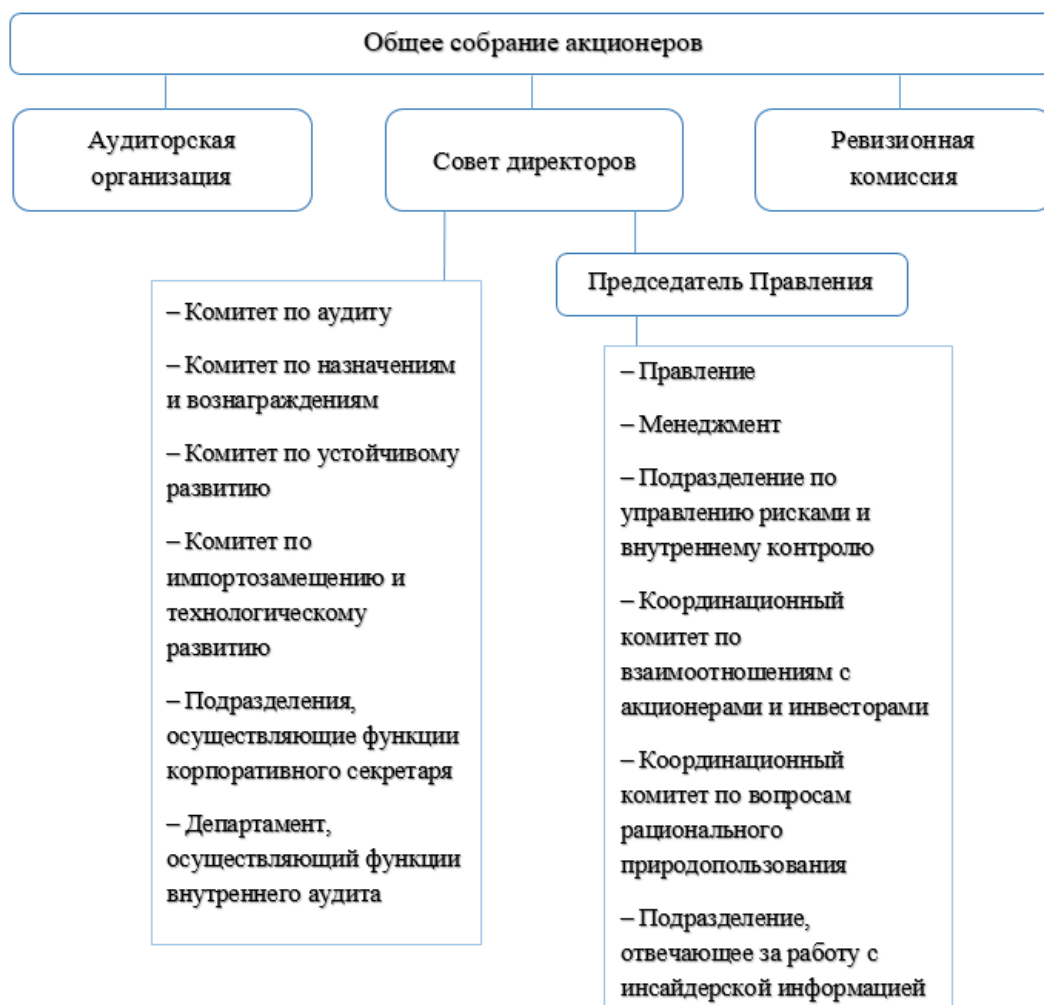 Общее собрание акционеров
Аудиторская
организация
Совет директоров
Ревизионная
комиссия
Председатель Правления
– Комитет по аудиту
– Комитет по назначениям
и вознаграждениям
– Комитет по устойчивому
развитию
– Комитет по
импортозамещению и
технологическому
развитию
– Подразделения,
осуществляющие функции
корпоративного секретаря
– Департамент,
осуществляющий функции
внутреннего аудита
– Правление
– Менеджмент
– Подразделение по
управлению рисками и
внутреннему контролю
– Координационный
комитет по
взаимоотношениям с
акционерами и инвесторами
– Координационный
комитет по вопросам
рационального
природопользования
– Подразделение,
отвечающее за работу с
инсайдерской информацией